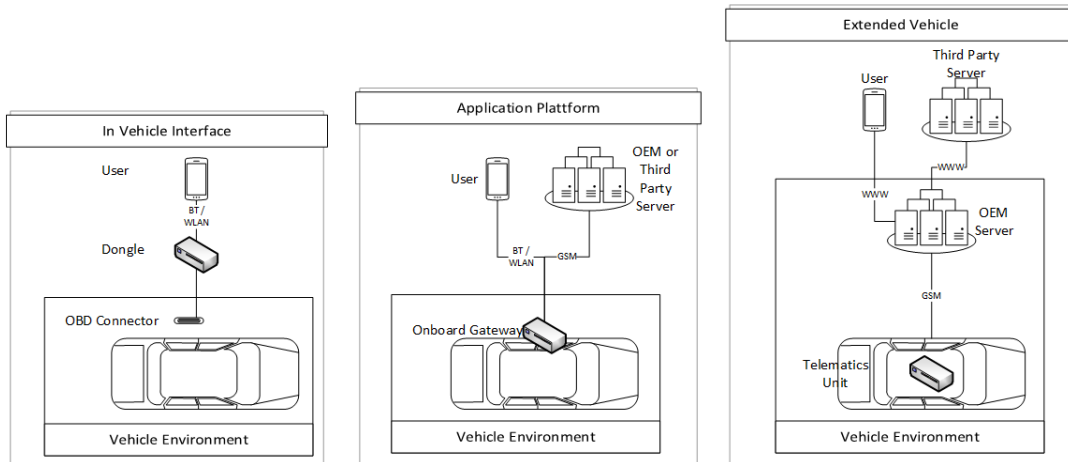 In Vehicle Interface
User
BT /
WLAN
Dongle
OBD Connector
Vehicle Environment
Application Plattform
User
OEM or
Third
Party
Server
BT /
WLAN
GSM
Onboard Gateway
Vehicle Environment
Extended Vehicle
Third Party
Server
User
WWW
WWW
OEM
Server
GSM
Telematics
Unit
Vehicle Environment